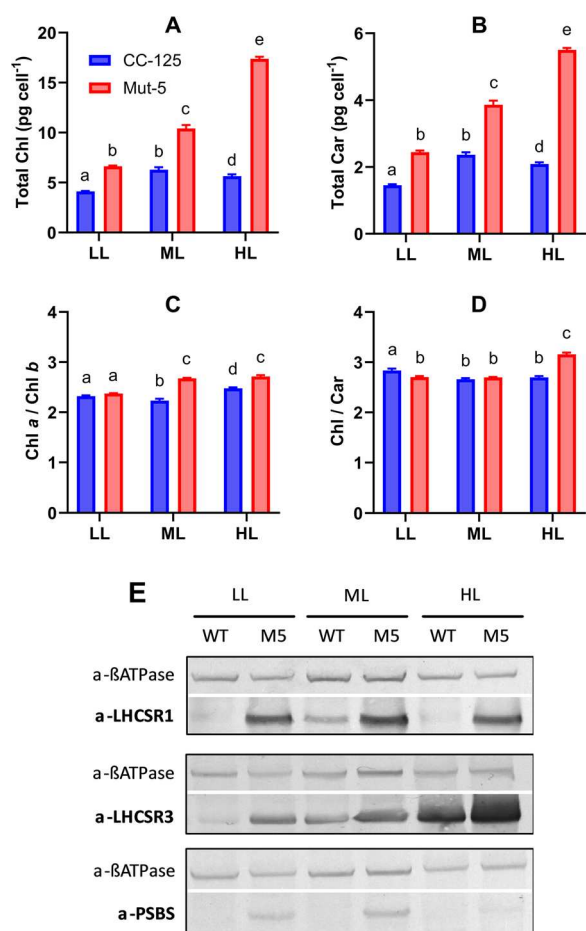 A
Total Chl (pg cell⁻¹)
20
15
10
5
0
CC-125
Mut-5
a
b
b
c
d
e
LL
ML
HL
B
Total Car (pg cell⁻¹)
6
4
2
0
a
b
b
c
d
e
LL
ML
HL
C
Chl a / Chl b
4
3
2
1
0
a
a
b
c
d
c
LL
ML
HL
D
Chl / Car
4
3
2
1
0
a
b
b
b
b
c
LL
ML
HL
E
LL ML HL
WT M5 WT M5 WT M5
a-ßATPase
a-LHCSR1
a-ßATPase
a-LHCSR3
a-ßATPase
a-PSBS